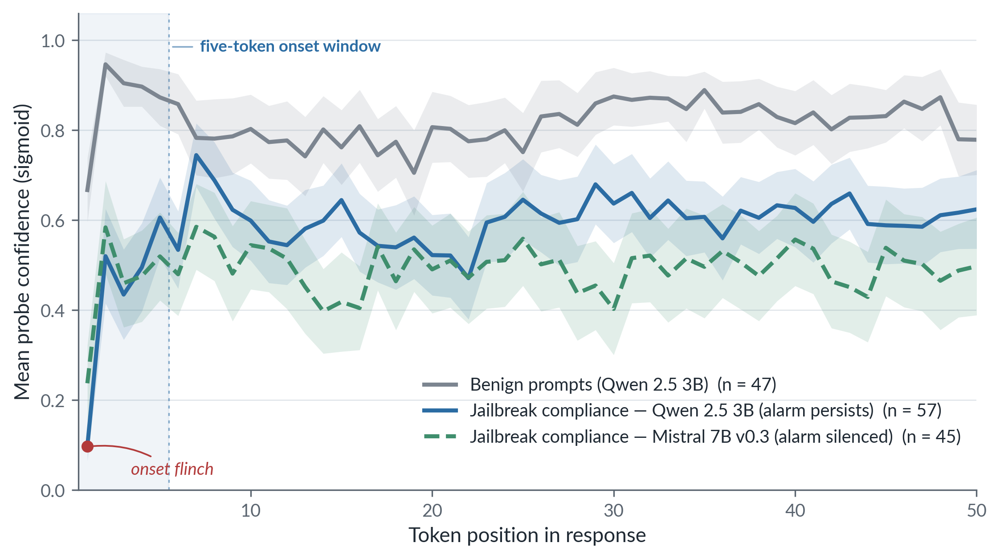 five-token onset window
1.0
0.8
0.6
0.4
0.2
0.0
Mean probe confidence (sigmoid)
Benign prompts (Qwen 2.5 3B) (n = 47)
Jailbreak compliance — Qwen 2.5 3B (alarm persists) (n = 57)
Jailbreak compliance — Mistral 7B v0.3 (alarm silenced) (n = 45)
onset flinch
10
20
30
40
50
Token position in response